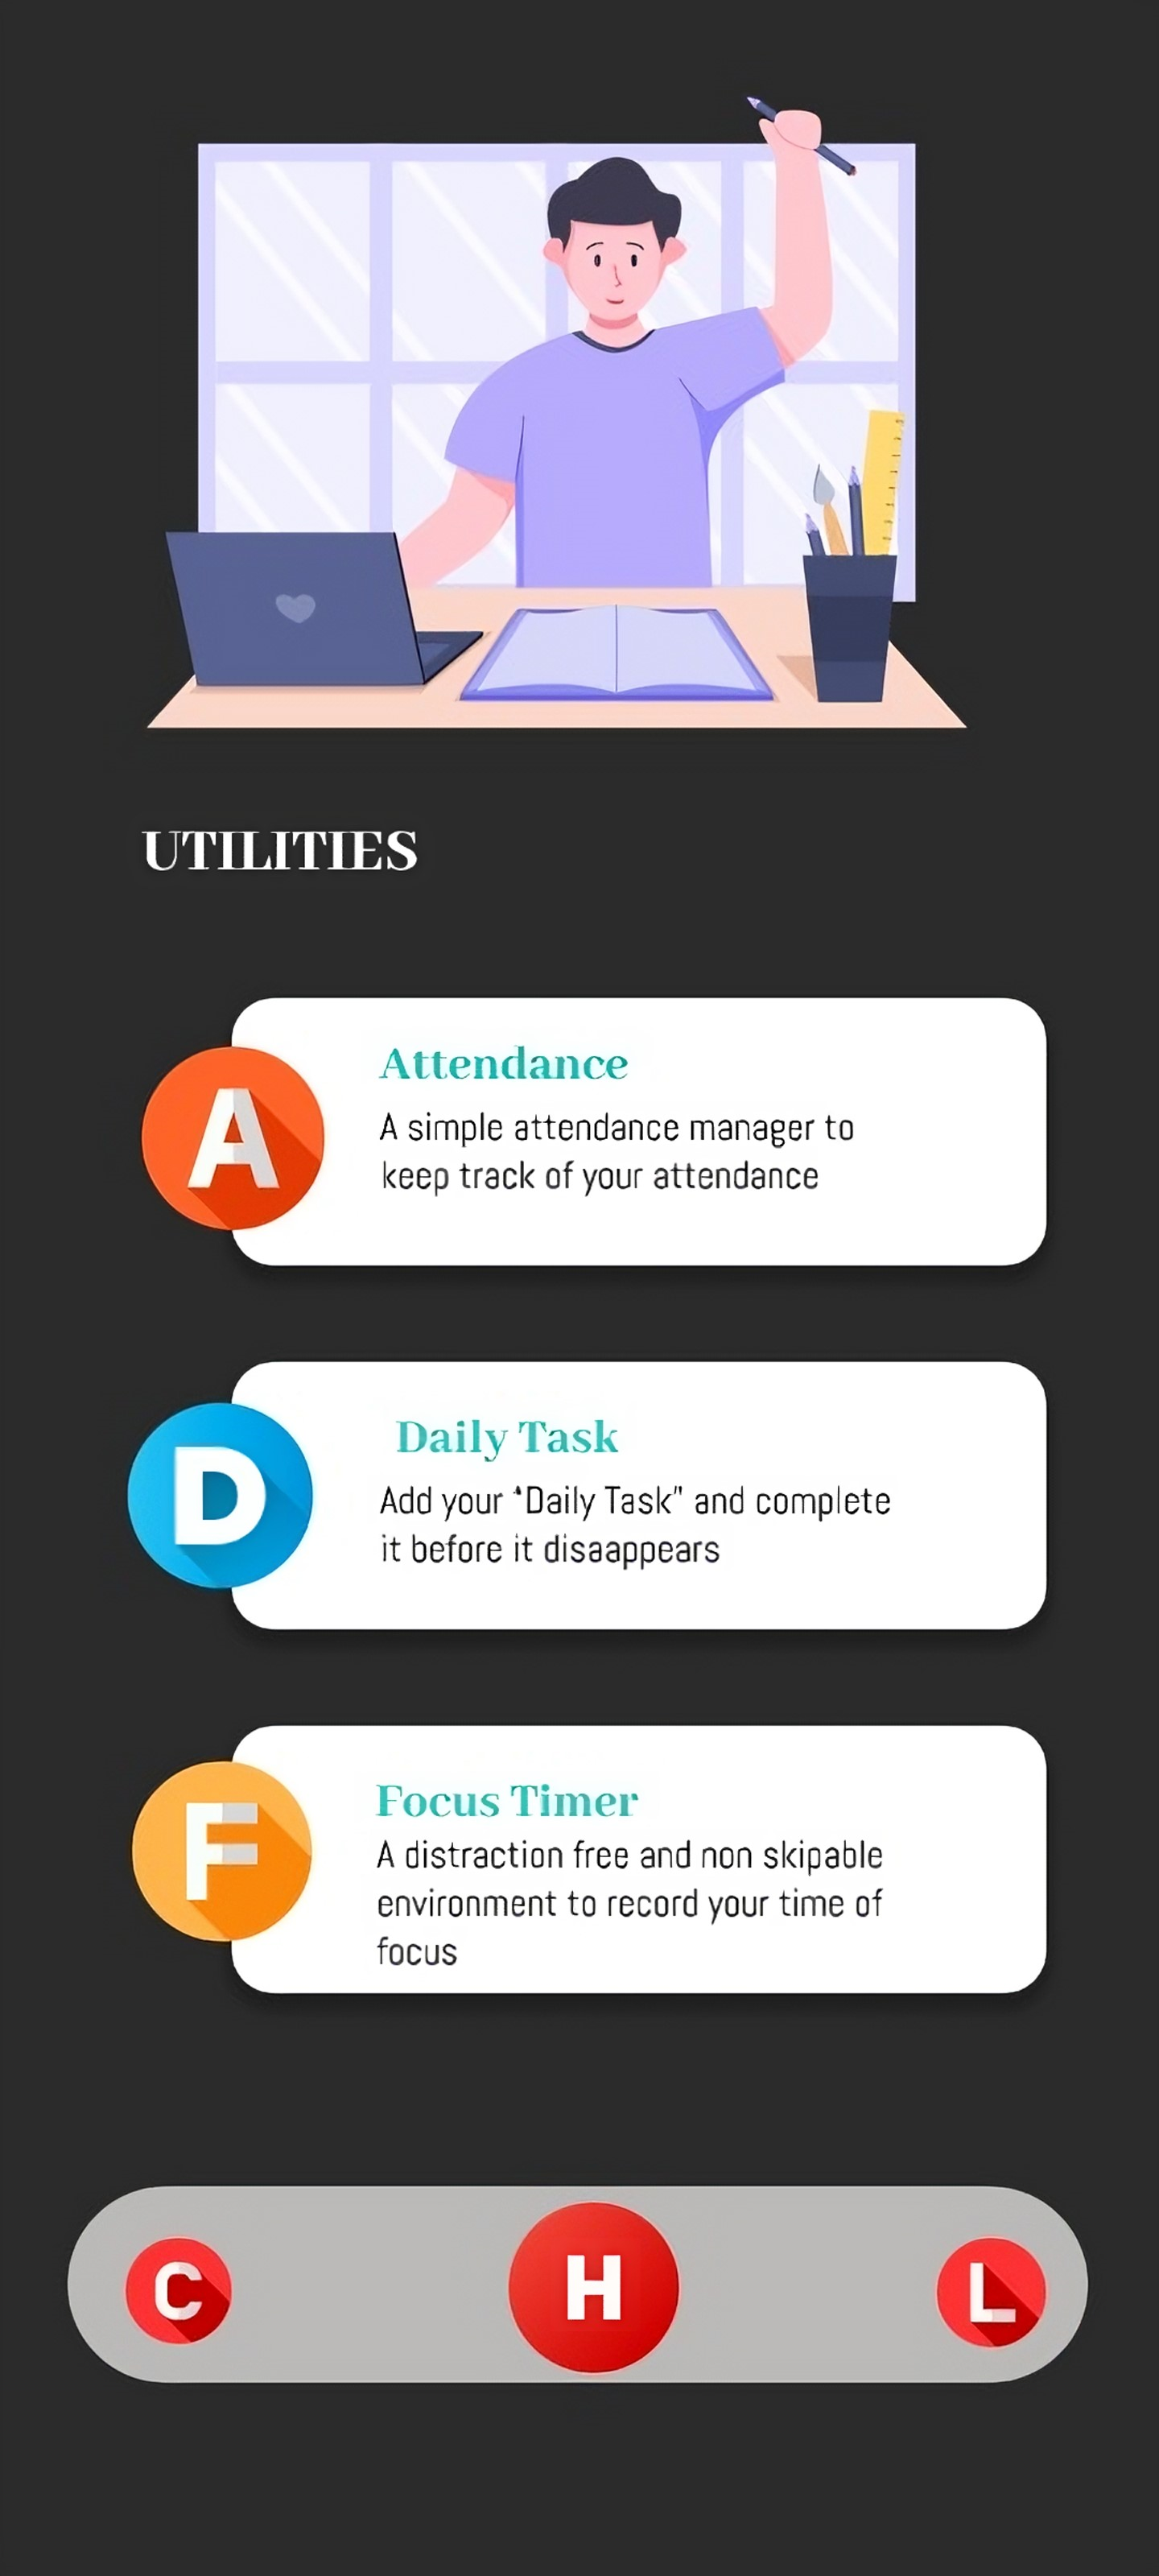 UTILITIES
A
Attendance
A simple attendance manager to
keep track of your attendance
D
Daily Task
Add your "Daily Task" and complete
it before it disaappears
F
Focus Timer
A distraction free and non skipable
environment to record your time of
focus
C
H
L